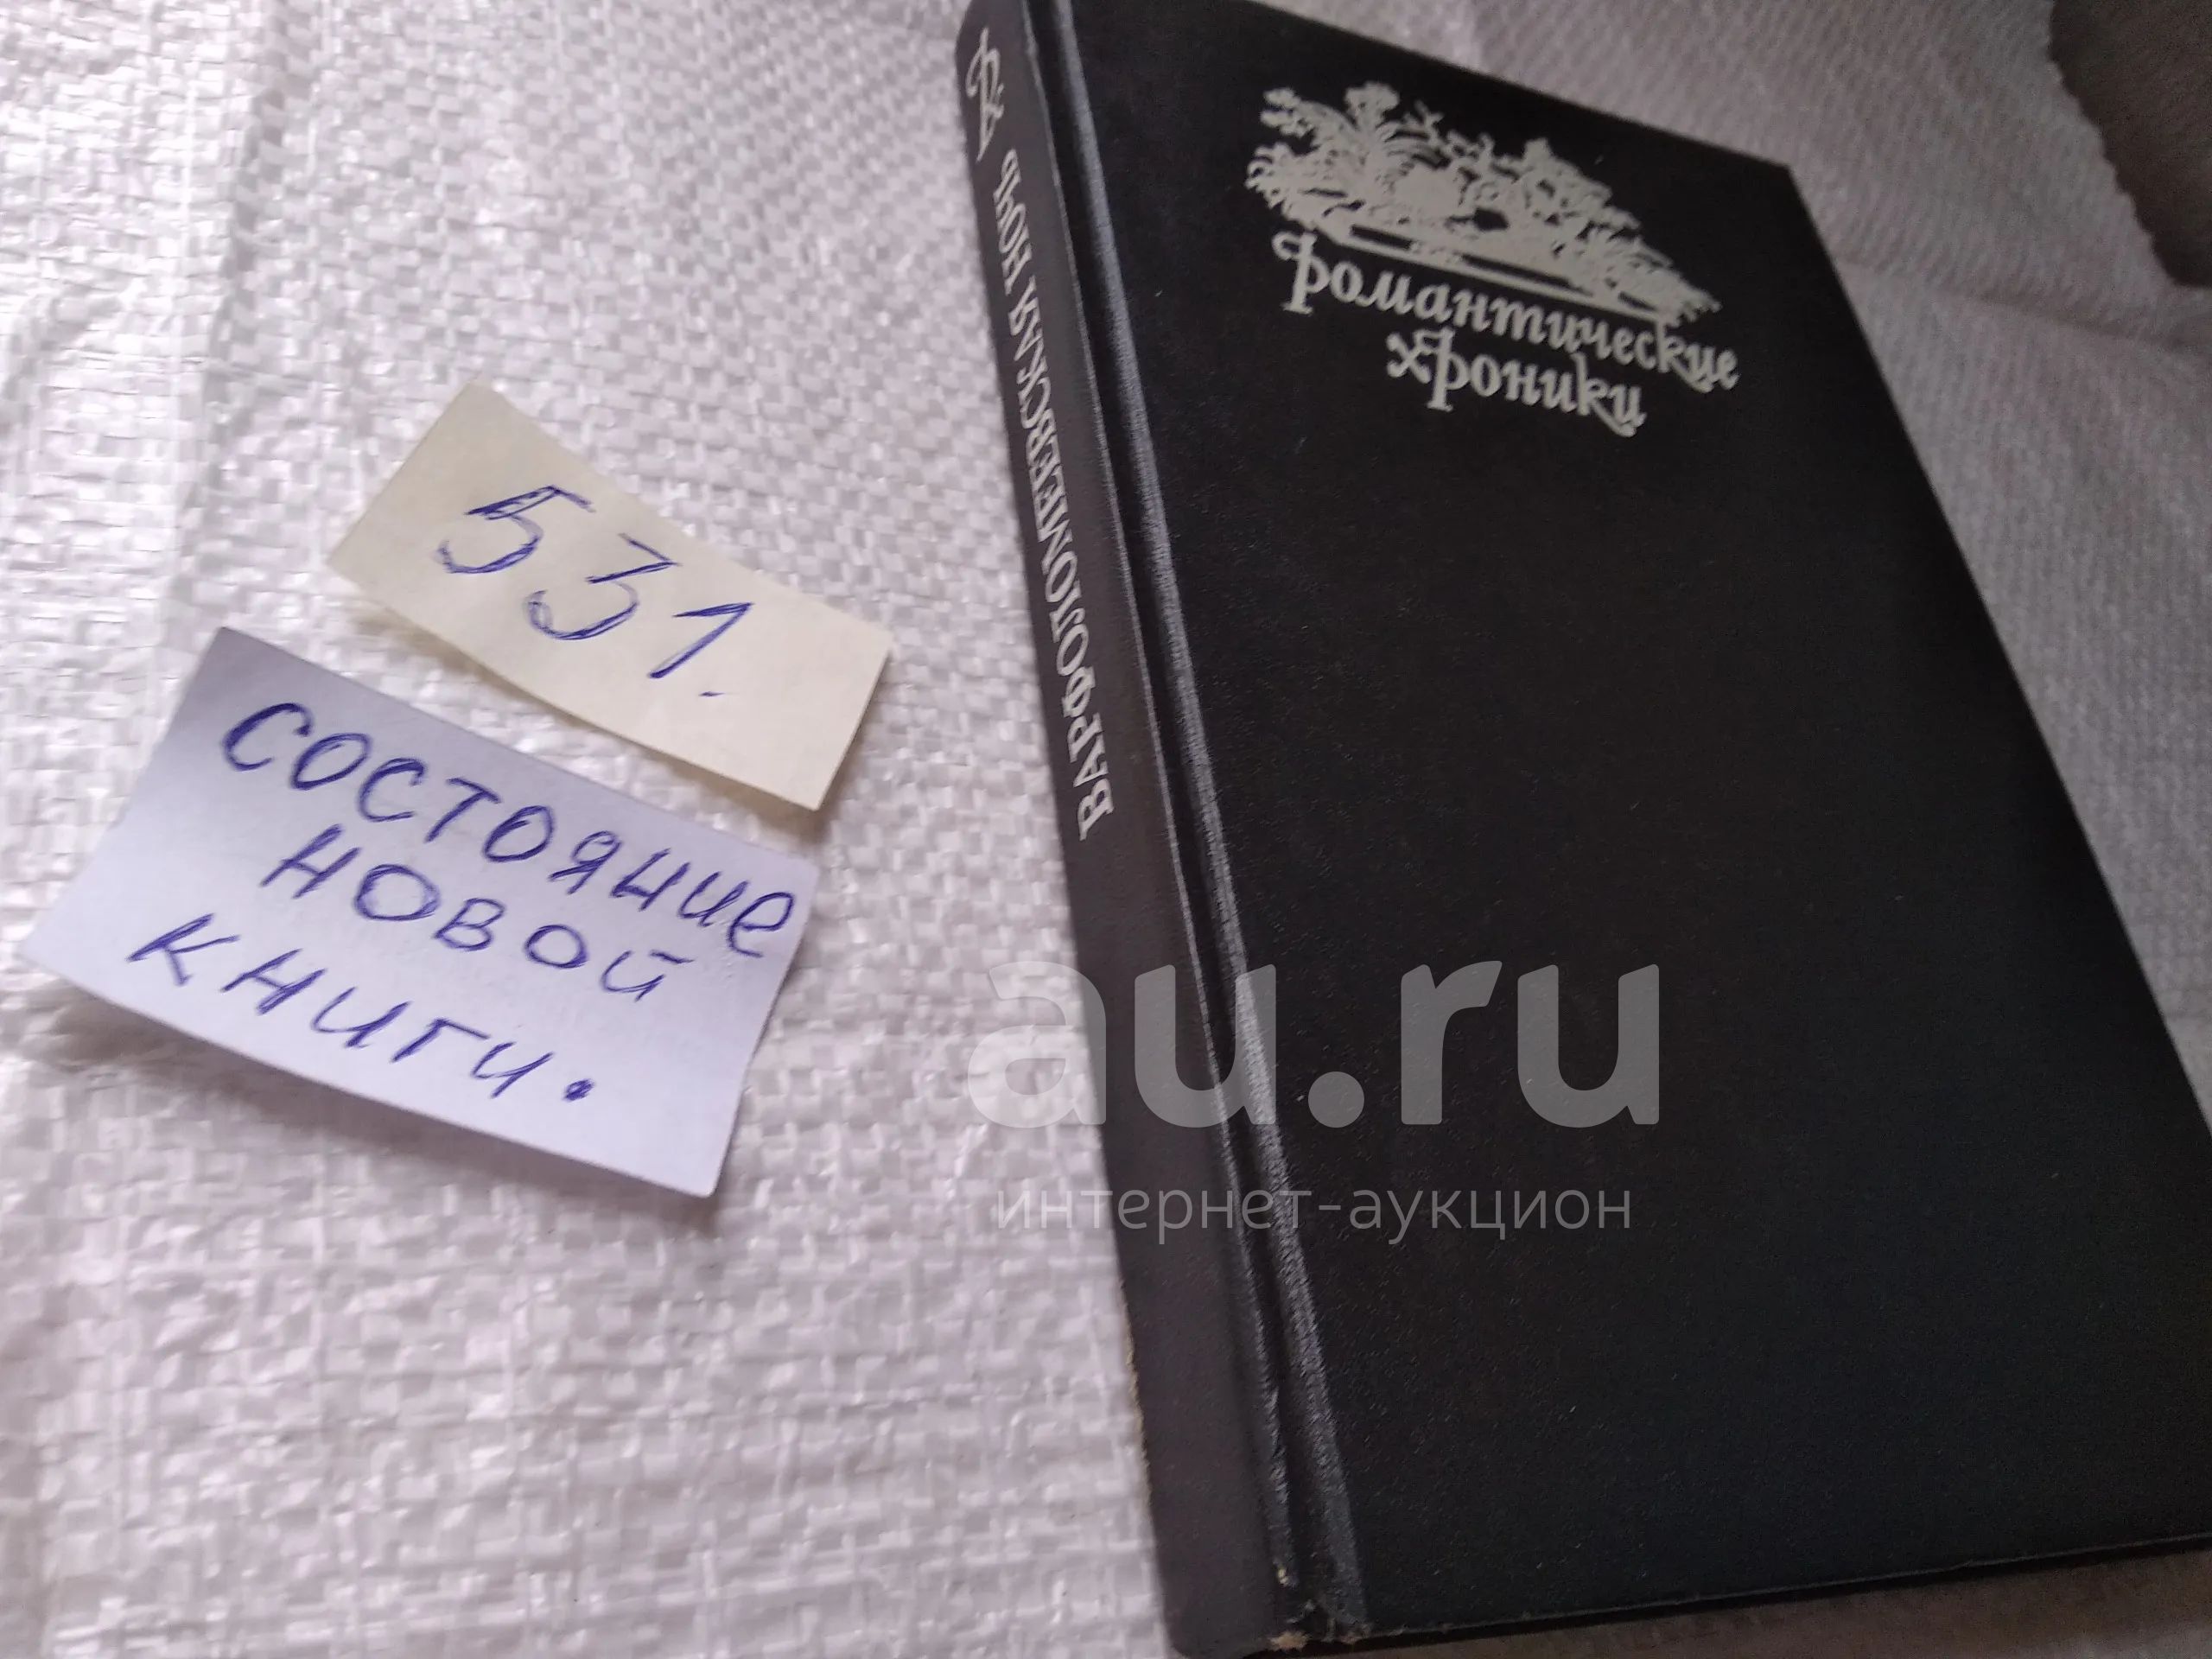 531.
состояние
новой
книги.
ВАРФОЛОМЕЕВСКАЯ НОЧЬ
Романтические
хроники
au.ru
интернет-аукцион